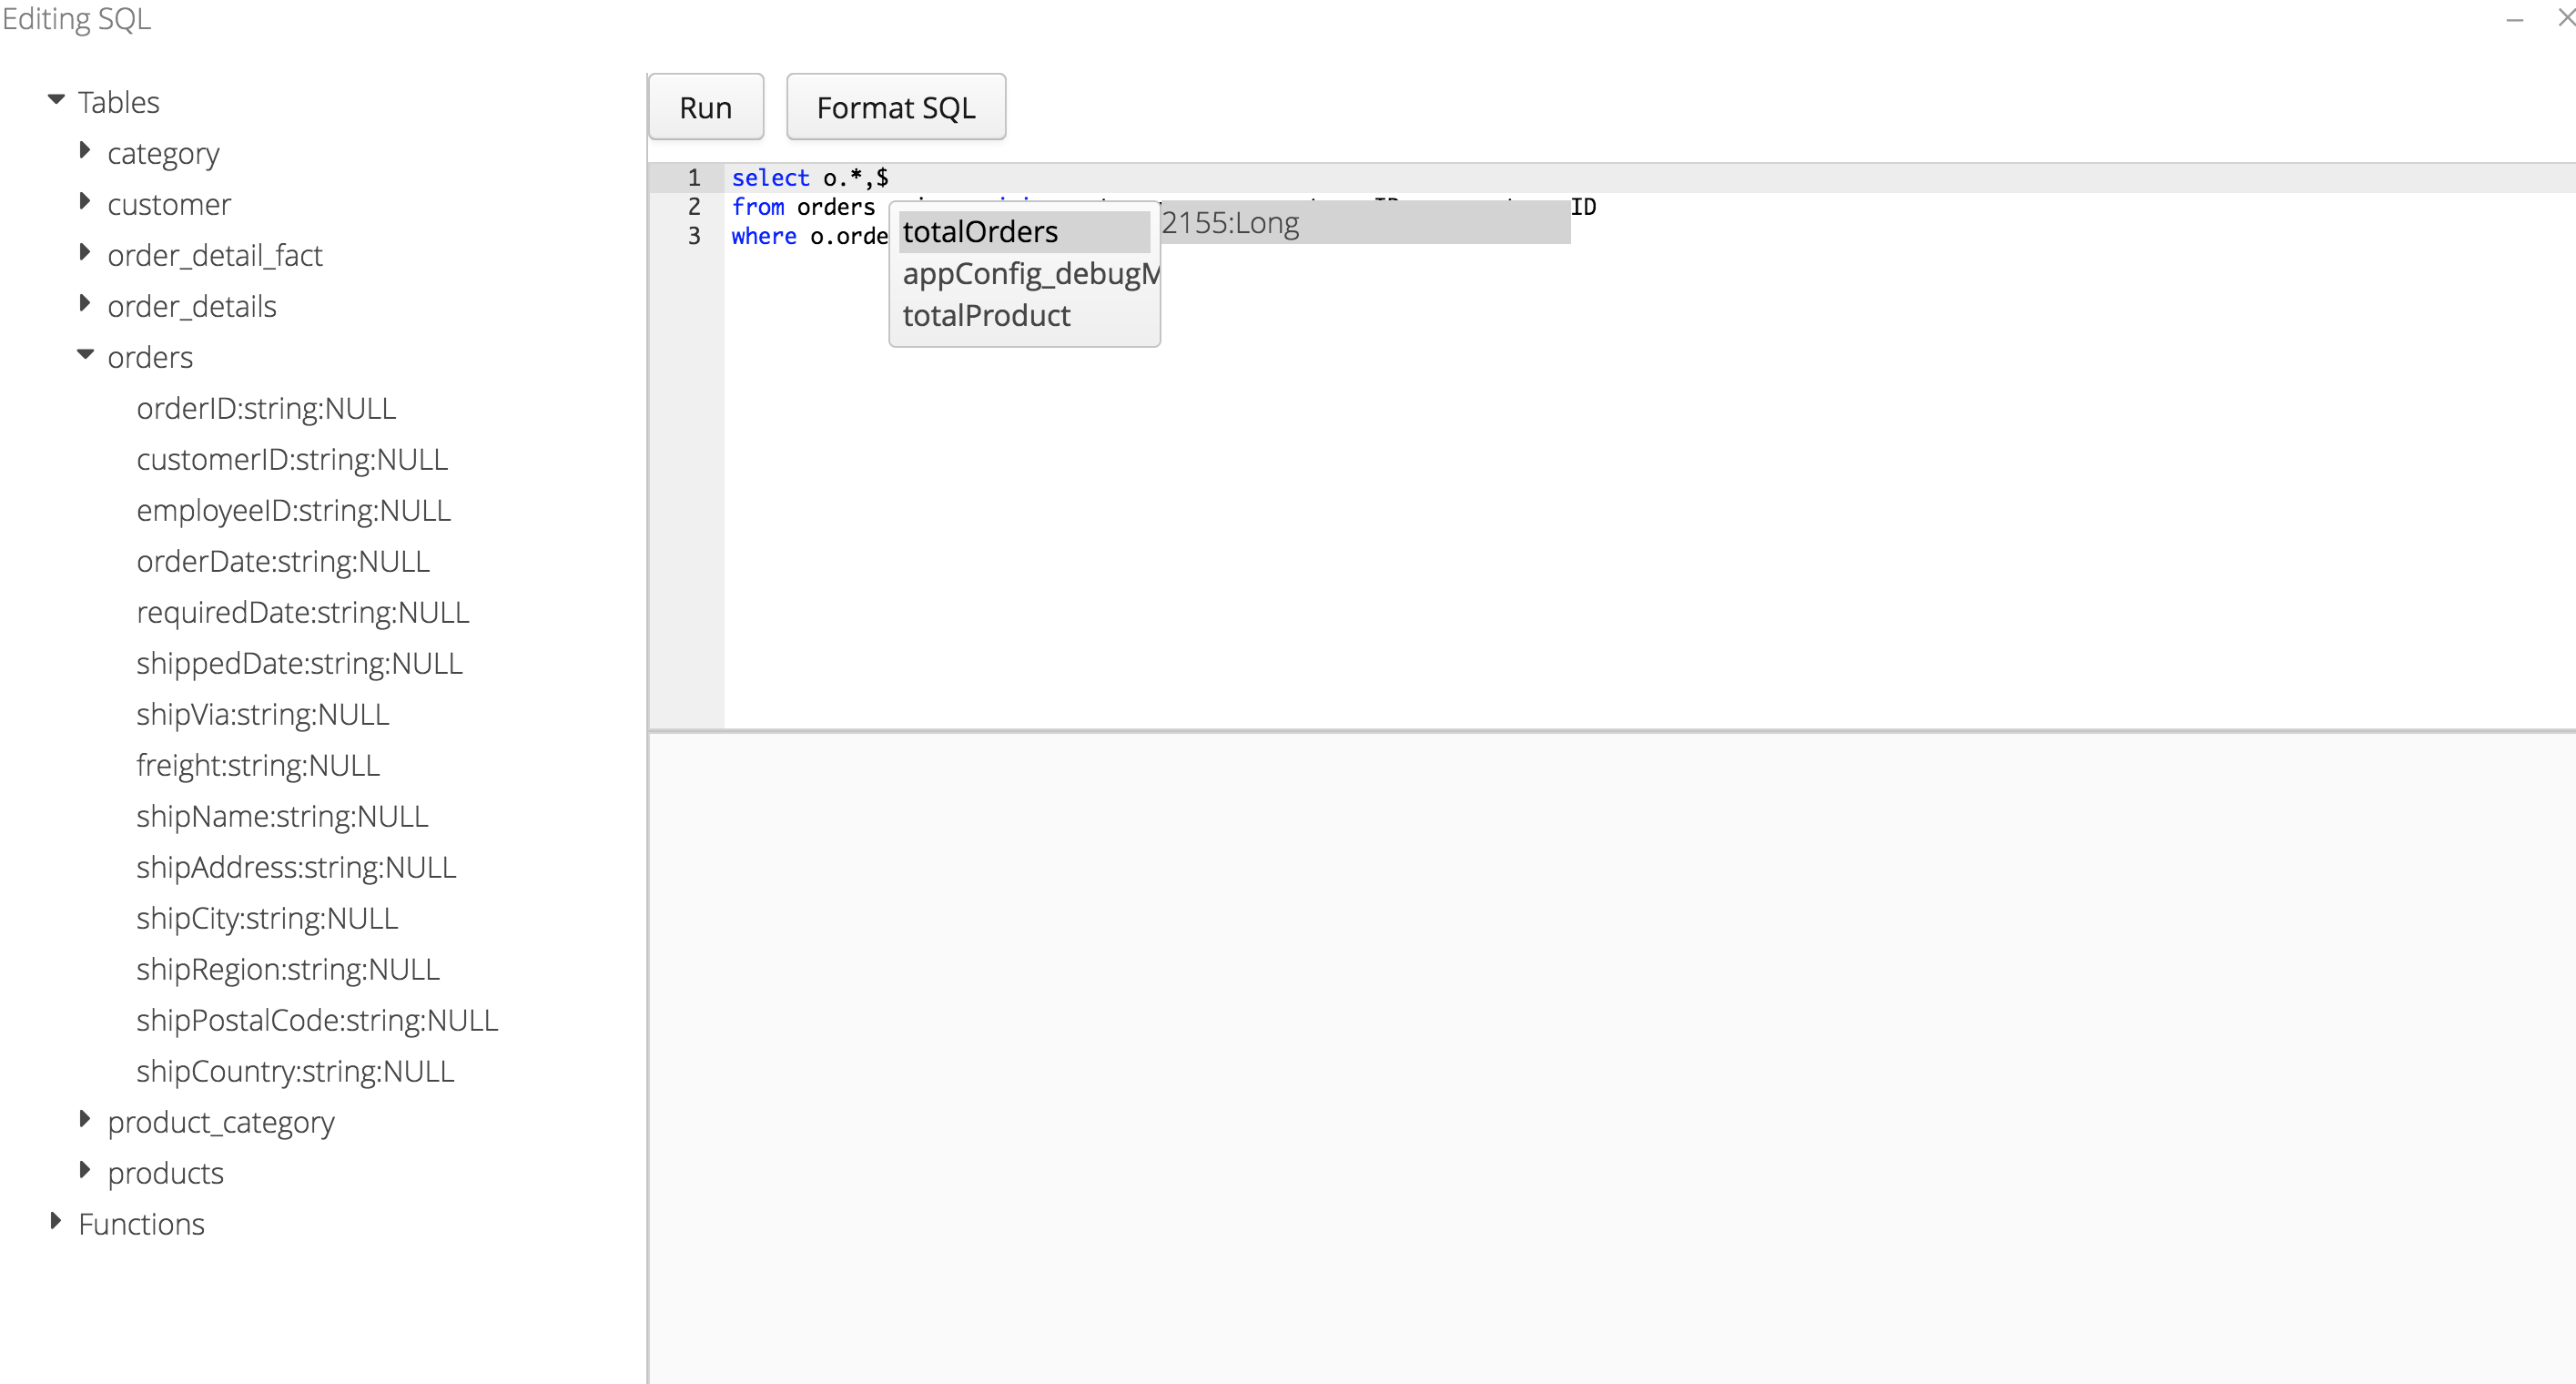 Editing SQL
Tables
category
customer
order_detail_fact
order_details
orders
orderID:string:NULL
customerID:string:NULL
employeeID:string:NULL
orderDate:string:NULL
requiredDate:string:NULL
shippedDate:string:NULL
shipVia:string:NULL
freight:string:NULL
shipName:string:NULL
shipAddress:string:NULL
shipCity:string:NULL
shipRegion:string:NULL
shipPostalCode:string:NULL
shipCountry:string:NULL
product_category
products
Functions
Run Format SQL
1 select o.*,$
2 from orders ID
3 where o.orde
totalOrders 2155:Long
appConfig_debugM
totalProduct